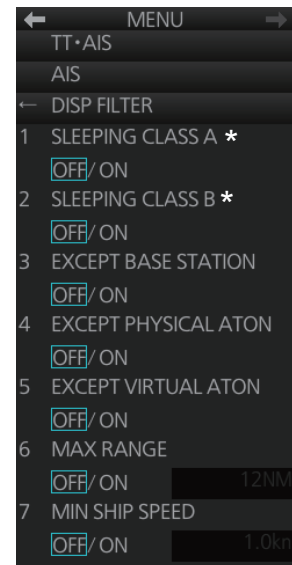 ← MENU →
TT•AIS
AIS
← DISP FILTER
1 SLEEPING CLASS A *
OFF/ ON
2 SLEEPING CLASS B *
OFF/ ON
3 EXCEPT BASE STATION
OFF/ ON
4 EXCEPT PHYSICAL ATON
OFF/ ON
5 EXCEPT VIRTUAL ATON
OFF/ ON
6 MAX RANGE
OFF/ ON 12NM
7 MIN SHIP SPEED
OFF/ ON 1.0kn